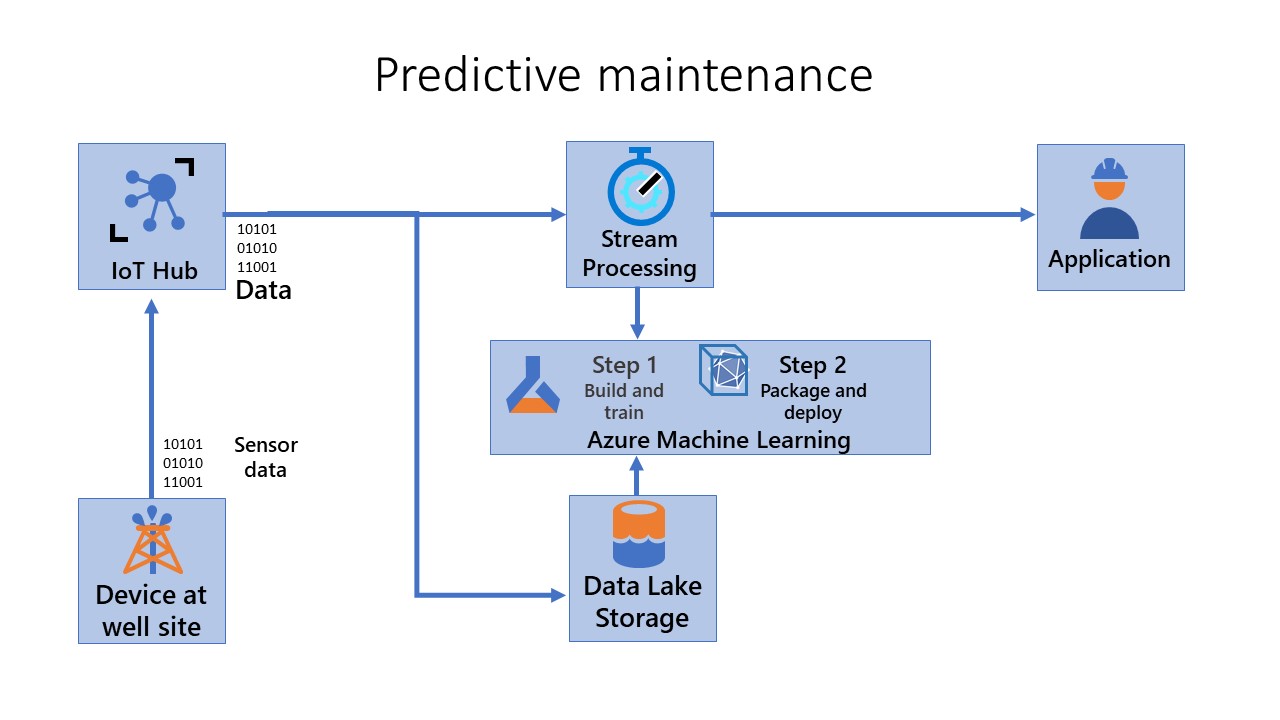 Predictive maintenance
IoT Hub
10101
01010
11001
Data
Stream
Processing
Application
Step 1
Build and
train
Step 2
Package and
deploy
Azure Machine Learning
10101
01010
11001
Sensor
data
Device at
well site
Data Lake
Storage